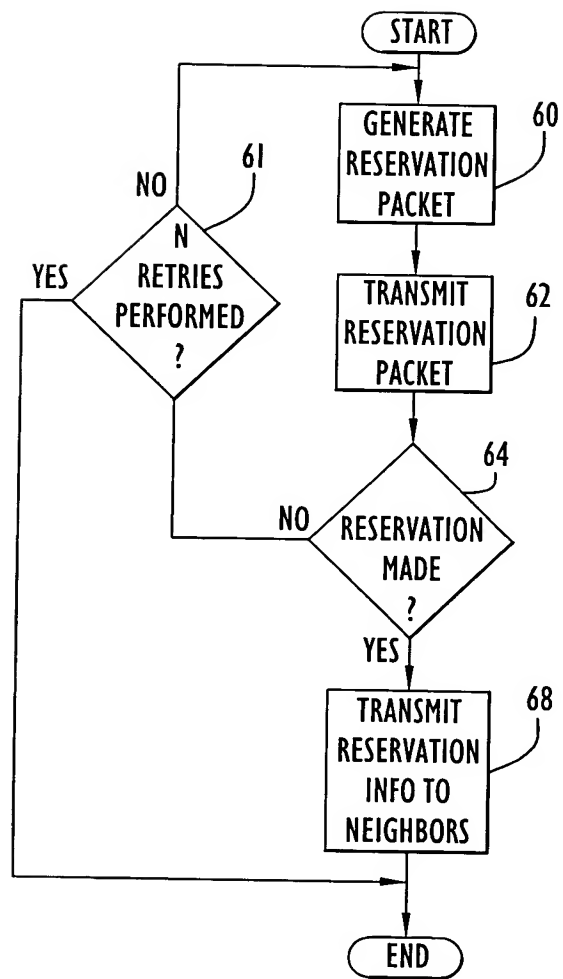 START
GENERATE
RESERVATION
PACKET
60
61
NO
N
RETRIES
PERFORMED
?
YES
TRANSMIT
RESERVATION
PACKET
62
64
NO
RESERVATION
MADE
?
YES
TRANSMIT
RESERVATION
INFO TO
NEIGHBORS
68
END